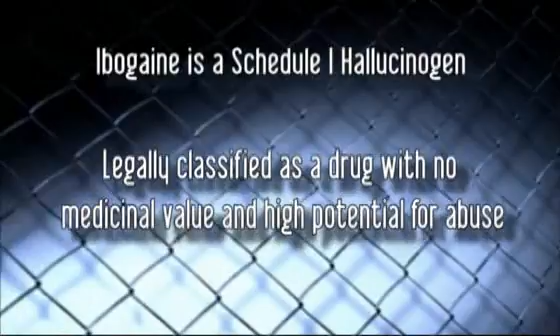 Ibogaine is a Schedule I Hallucinogen
Legally classified as a drug with no
medicinal value and high potential for abuse